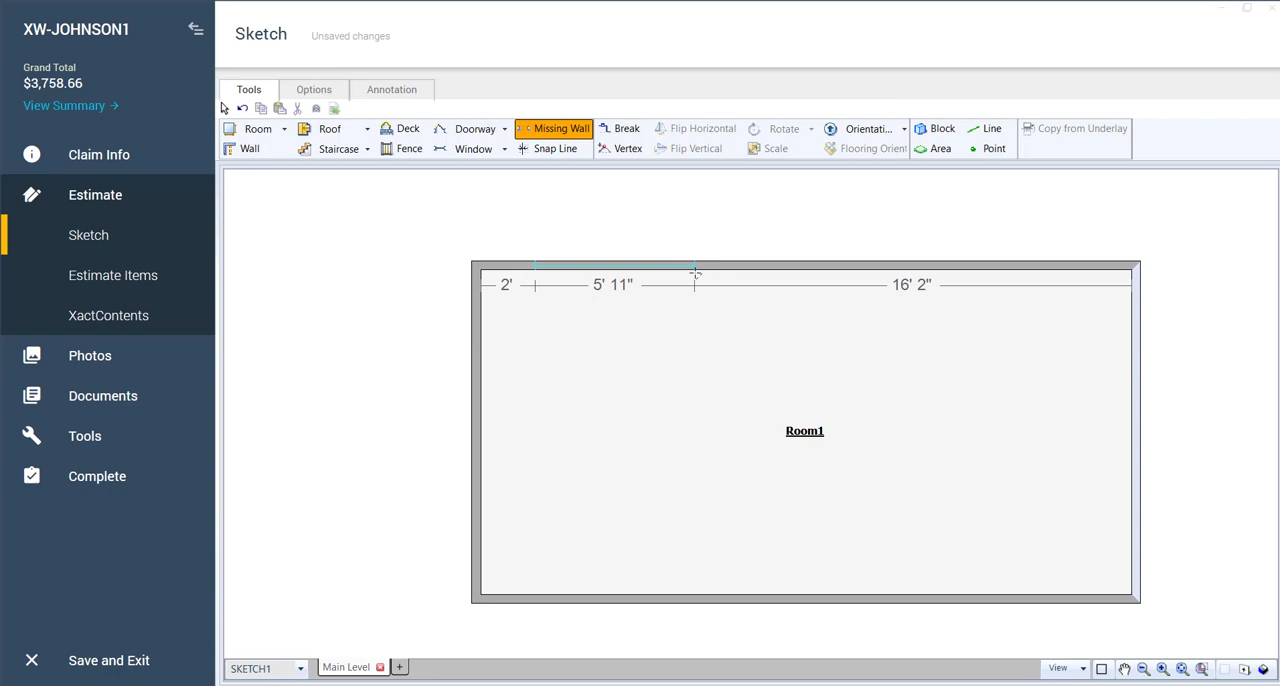 XW-JOHNSON1
Grand Total
$3,758.66
View Summary →
Claim Info
Estimate
Sketch
Estimate Items
XactContents
Photos
Documents
Tools
Complete
Save and Exit
Sketch Unsaved changes
Tools Options Annotation
Room Roof Deck Doorway Missing Wall Break Flip Horizontal Rotate Orientati... Block Line Copy from Underlay
Wall Staircase Fence Window Snap Line Vertex Flip Vertical Scale Flooring Orient Area Point
2' 5' 11" 16' 2"
Room1
SKETCH1 Main Level + View